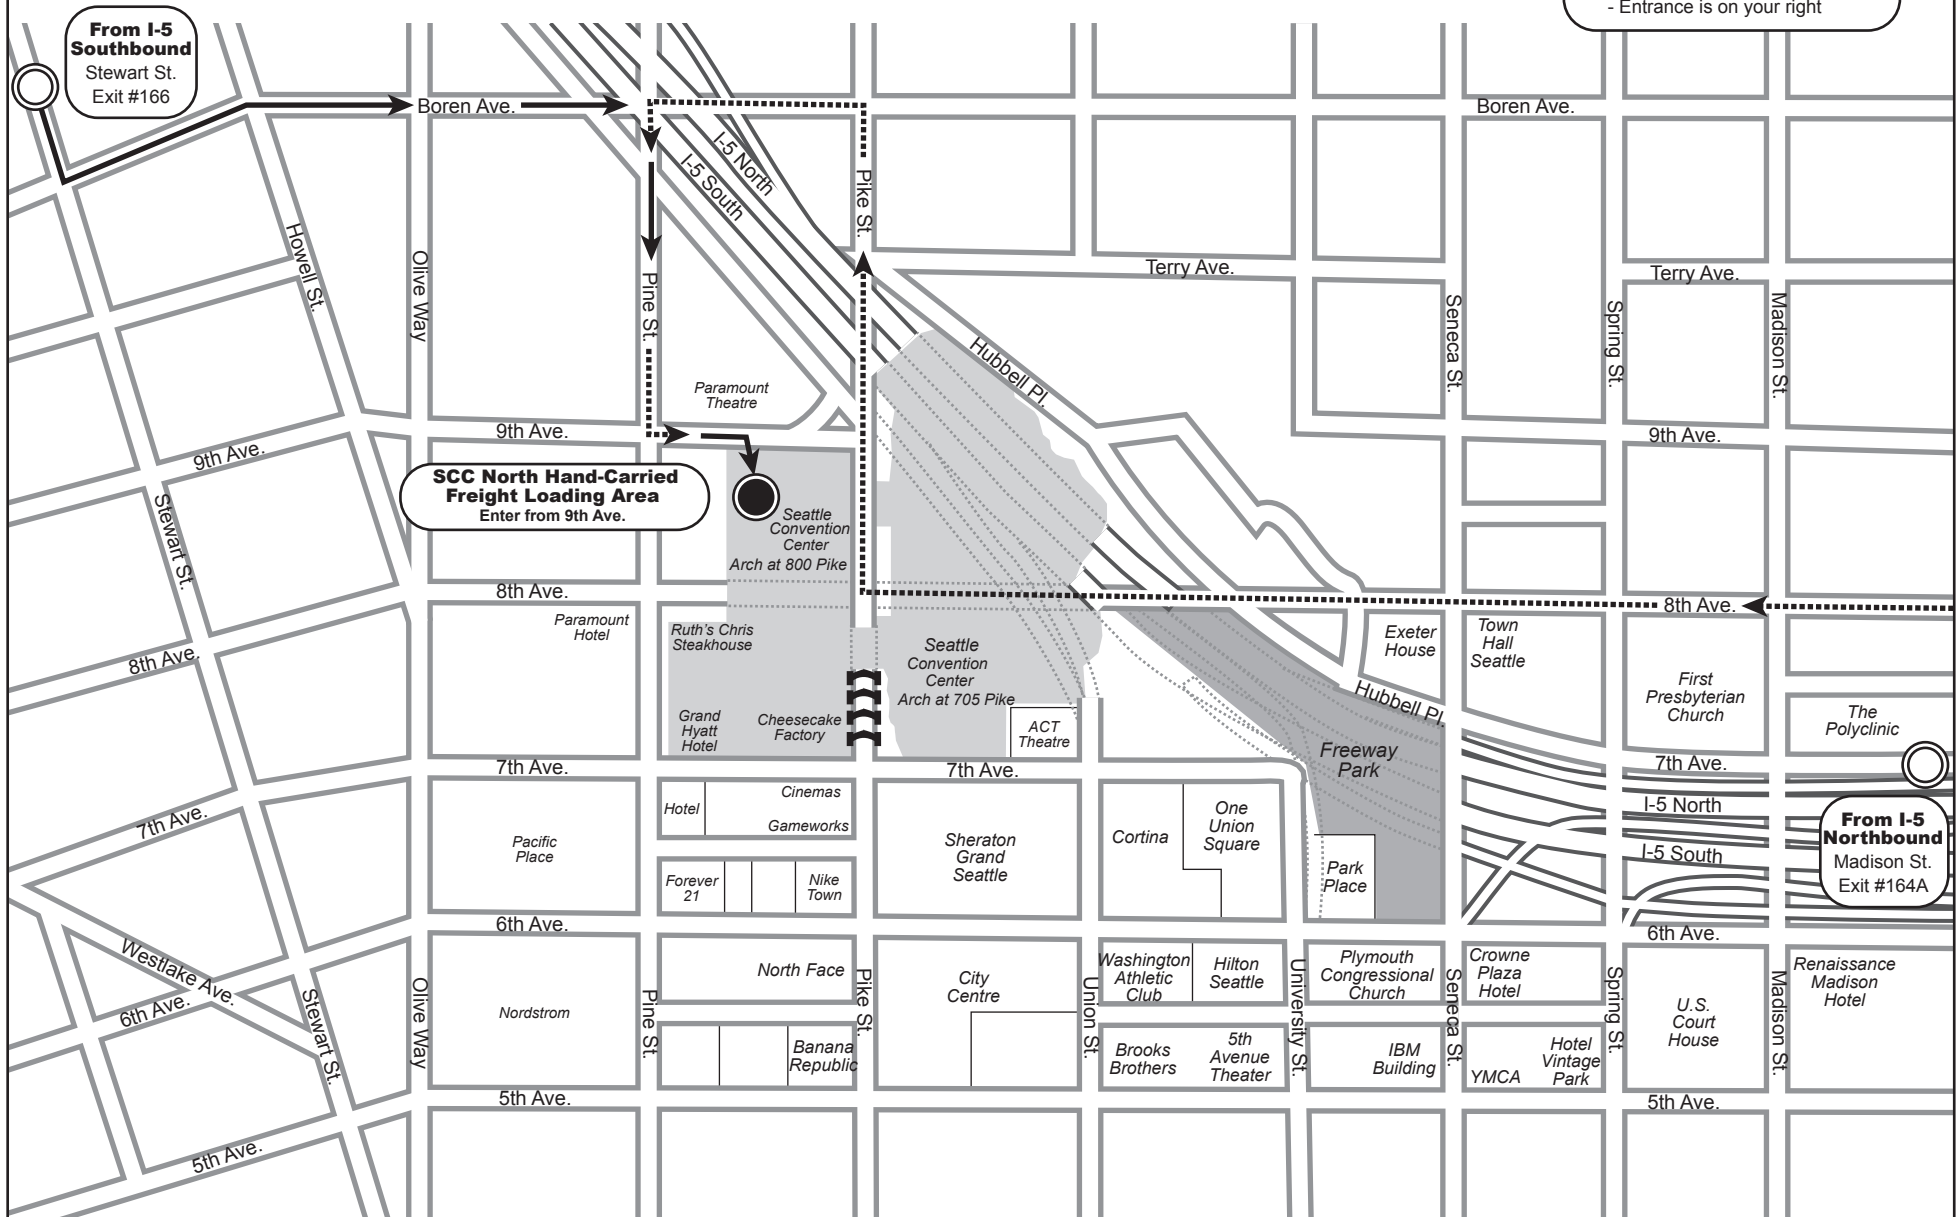 - Entrance is on your right
From I-5
Southbound
Stewart St.
Exit #166
Boren Ave.
Boren Ave.
I-5 North
I-5 South
Pike St.
Howell St.
Olive Way
Pine St.
Terry Ave.
Terry Ave.
Seneca St.
Spring St.
Madison St.
Hubbell Pl.
Paramount
Theatre
9th Ave.
9th Ave.
9th Ave.
SCC North Hand-Carried
Freight Loading Area
Enter from 9th Ave.
Stewart St.
Seattle
Convention
Center
Arch at 800 Pike
8th Ave.
8th Ave.
8th Ave.
Paramount
Hotel
Ruth's Chris
Steakhouse
Seattle
Convention
Center
Arch at 705 Pike
Exeter
House
Town
Hall
Seattle
First
Presbyterian
Church
Hubbell Pl.
Grand
Hyatt
Hotel
Cheesecake
Factory
ACT
Theatre
The
Polyclinic
Freeway
Park
7th Ave.
7th Ave.
7th Ave.
7th Ave.
Hotel
Cinemas
Gameworks
I-5 North
I-5 South
From I-5
Northbound
Madison St.
Exit #164A
Pacific
Place
Sheraton
Grand
Seattle
Cortina
One
Union
Square
Park
Place
Forever
21
Nike
Town
6th Ave.
6th Ave.
6th Ave.
Westlake Ave.
Stewart St.
Olive Way
Nordstrom
Pine St.
North Face
Pike St.
City
Centre
Union St.
Washington
Athletic
Club
Hilton
Seattle
University St.
Plymouth
Congressional
Church
Seneca St.
Crowne
Plaza
Hotel
Spring St.
U.S.
Court
House
Madison St.
Renaissance
Madison
Hotel
Banana
Republic
Brooks
Brothers
5th
Avenue
Theater
IBM
Building
YMCA
Hotel
Vintage
Park
5th Ave.
5th Ave.
5th Ave.